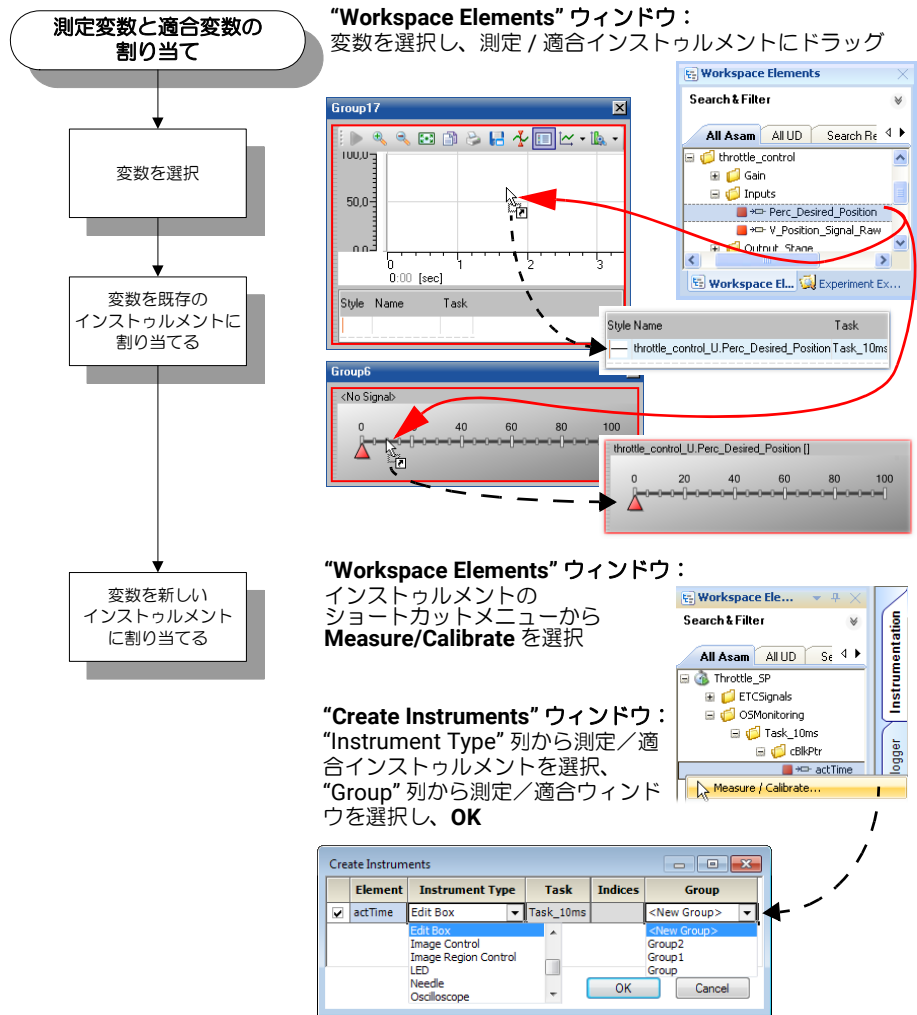 測定変数と適合変数の
割り当て
変数を選択
変数を既存の
インストゥルメントに
割り当てる
変数を新しい
インストゥルメント
に割り当てる
“Workspace Elements” ウィンドウ：
変数を選択し、測定 / 適合インストゥルメントにドラッグ
Group17
100,0
50,0
0,0
0 1 2 3
0:00 [sec]
Style Name Task
Workspace Elements
Search & Filter
All Asam All UD Search Re
throttle_control
Gain
Inputs
Perc_Desired_Position
V_Position_Signal_Raw
Output_Stage
Workspace El... Experiment Ex...
Style Name Task
throttle_control_U.Perc_Desired_Position Task_10ms
Group6
<No Signal>
0 20 40 60 80 100
throttle_control_U.Perc_Desired_Position []
0 20 40 60 80 100
“Workspace Elements” ウィンドウ：
インストゥルメントの
ショートカットメニューから
Measure/Calibrate を選択
Workspace Ele...
Search & Filter
All Asam All UD Se
Throttle_SP
ETCSignals
OSMonitoring
Task_10ms
cBlkPtr
actTime
Measure / Calibrate...
Instrumentation
logger
“Create Instruments” ウィンドウ：
“Instrument Type” 列から測定／適
合インストゥルメントを選択、
“Group” 列から測定／適合ウィンド
ウを選択し、OK
Create Instruments
Element Instrument Type Task Indices Group
actTime Edit Box Task_10ms <New Group>
Edit Box <New Group>
Image Control Group2
Image Region Control Group1
LED Group
Needle
Oscilloscope
OK Cancel